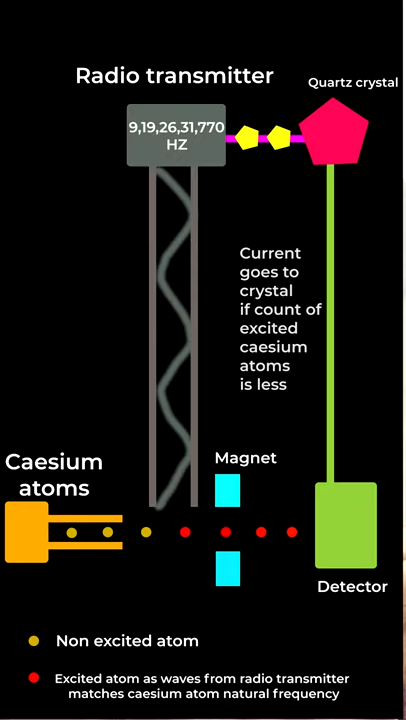 Radio transmitter
Quartz crystal
9,19,26,31,770
HZ
Current
goes to
crystal
if count of
excited
caesium
atoms
is less
Caesium
atoms
Magnet
Detector
Non excited atom
Excited atom as waves from radio transmitter
matches caesium atom natural frequency